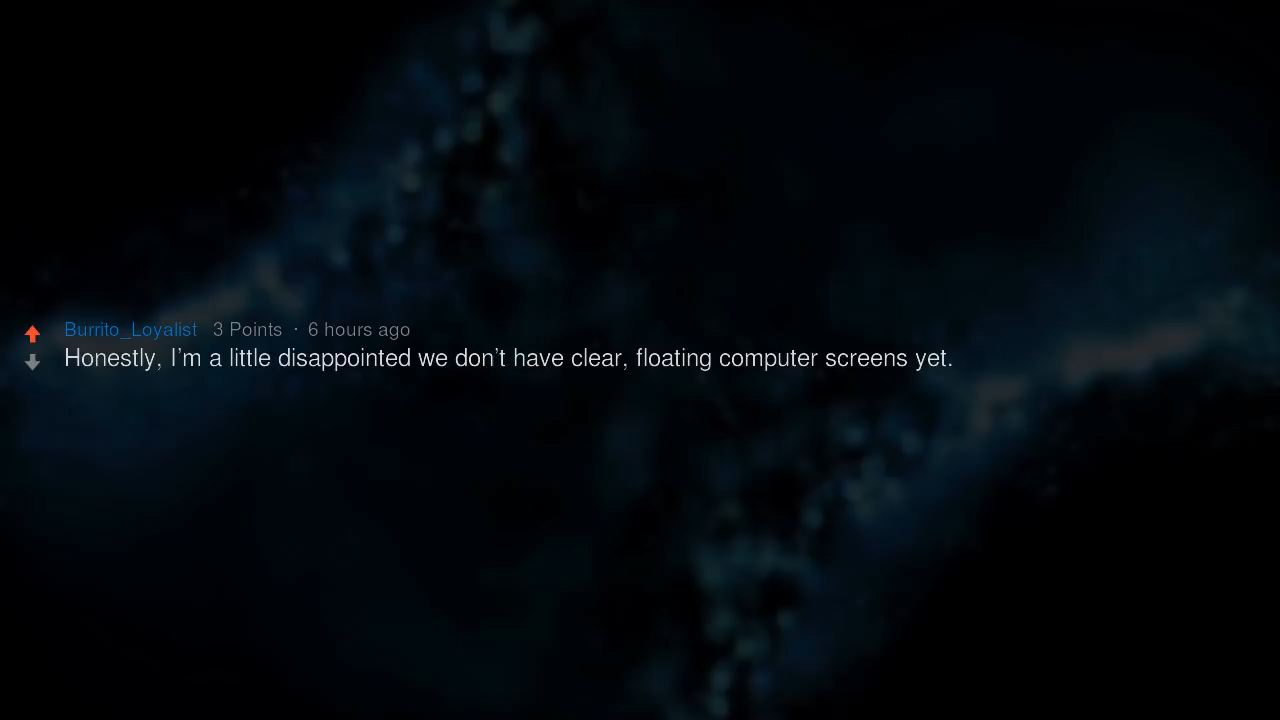 Burrito_Loyalist 3 Points · 6 hours ago
Honestly, I’m a little disappointed we don’t have clear, floating computer screens yet.